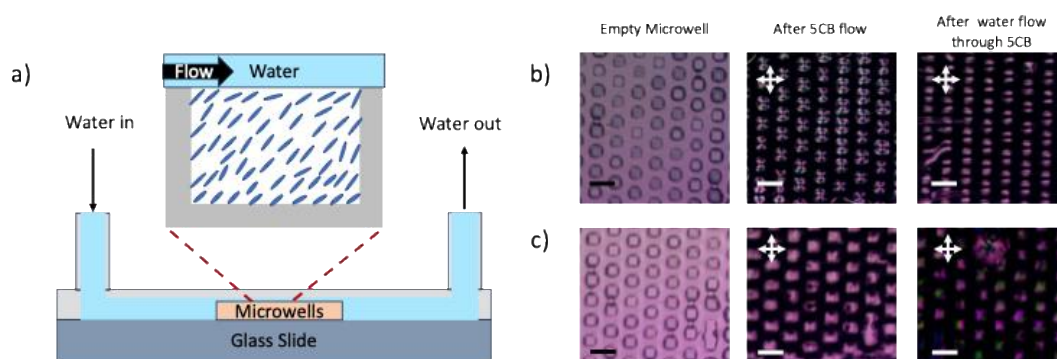 a)
Flow
Water
Water in
Water out
Microwells
Glass Slide
Empty Microwell
After 5CB flow
After water flow
through 5CB
b)
c)